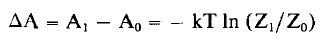 ΔA = A₁ − A₀ = − kT ln (Z₁/Z₀)